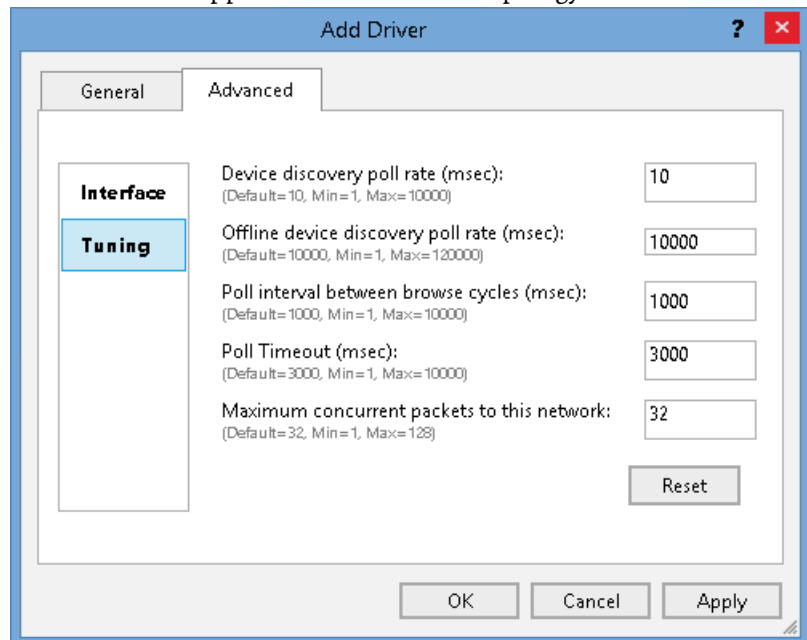 Add Driver ?
General Advanced
Interface
Tuning
Device discovery poll rate (msec): 10
(Default=10, Min=1, Max=10000)
Offline device discovery poll rate (msec): 10000
(Default=10000, Min=1, Max=120000)
Poll interval between browse cycles (msec): 1000
(Default=1000, Min=1, Max=10000)
Poll Timeout (msec): 3000
(Default=3000, Min=1, Max=10000)
Maximum concurrent packets to this network: 32
(Default=32, Min=1, Max=128)
Reset
OK Cancel Apply